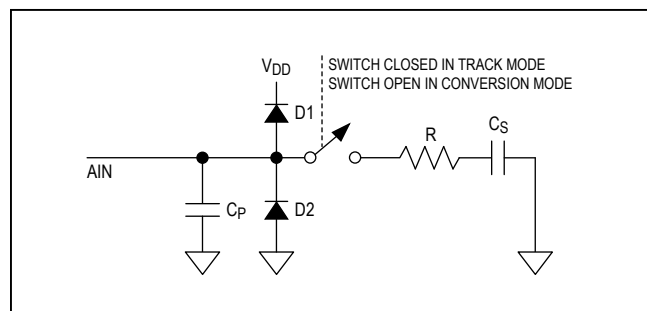 VDD
SWITCH CLOSED IN TRACK MODE
SWITCH OPEN IN CONVERSION MODE
D1
R
CS
AIN
CP
D2